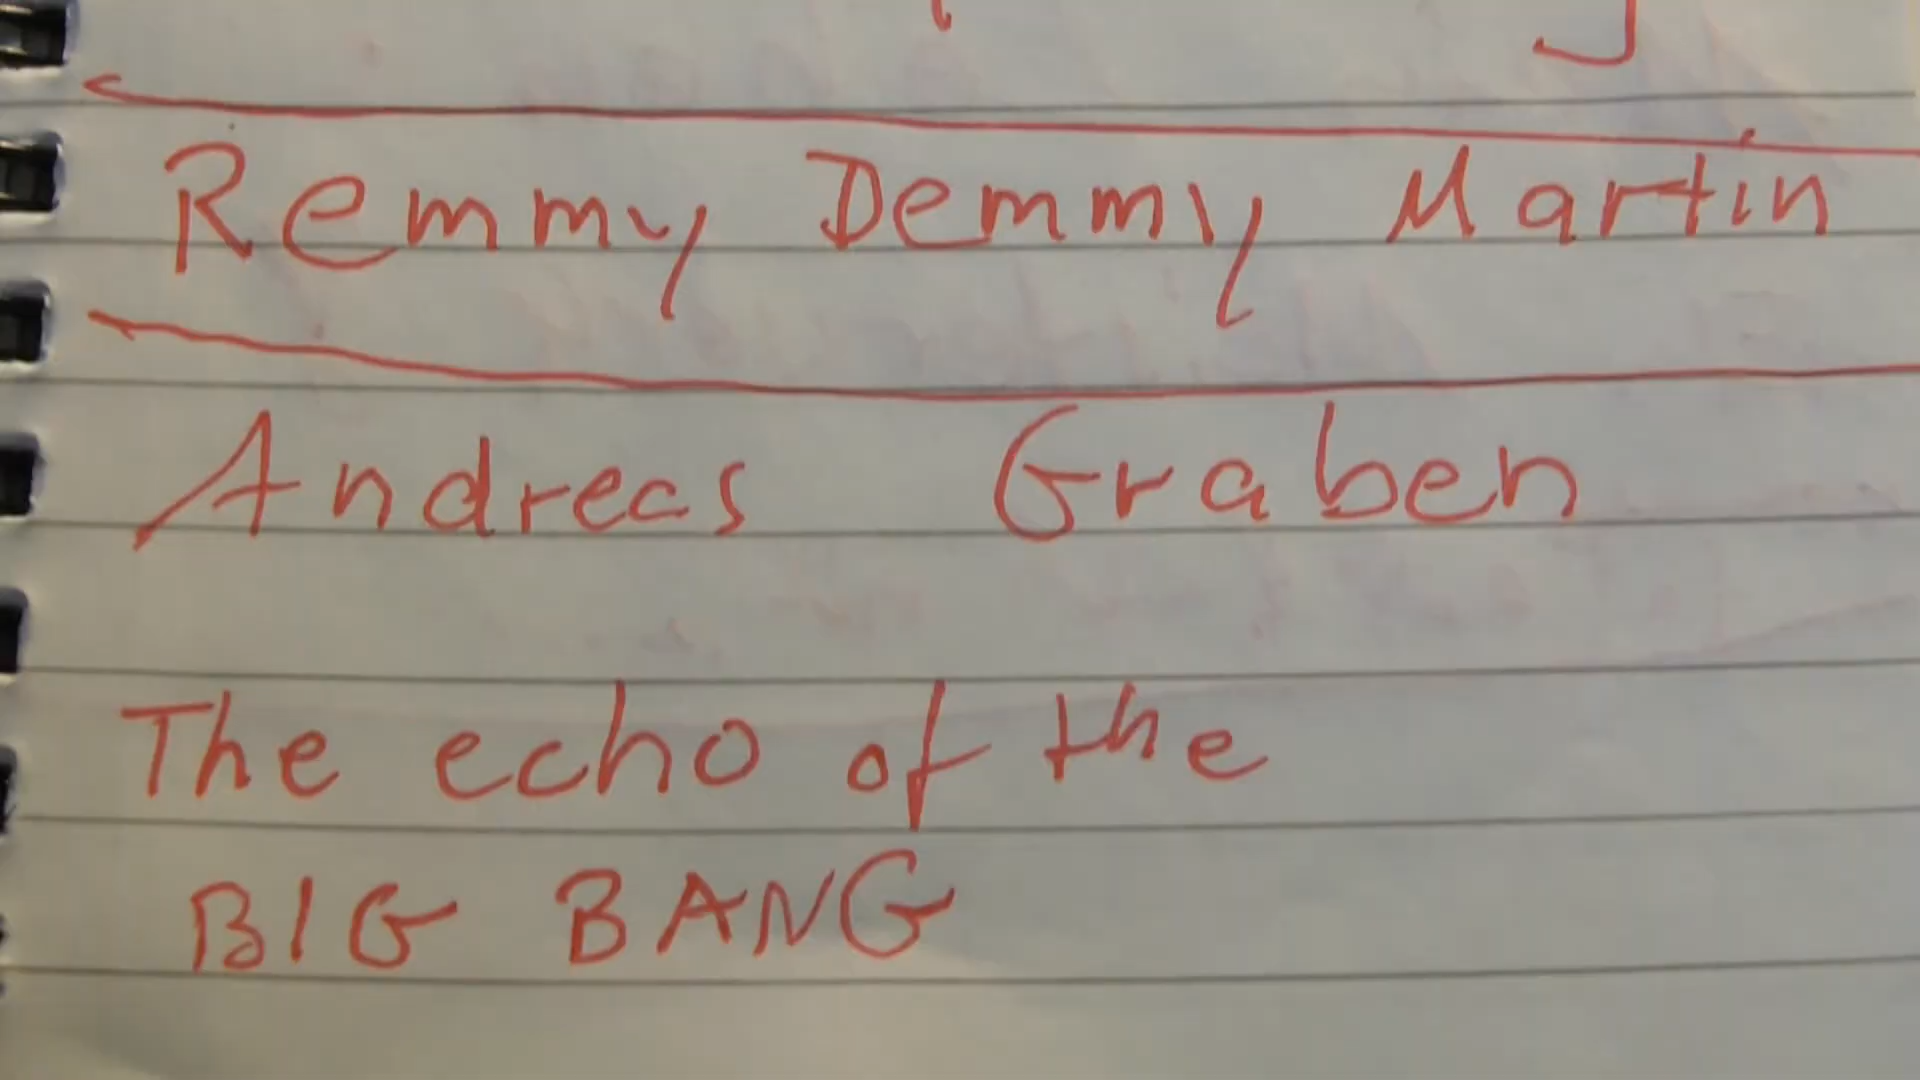 Remmy Demmy Martin
Andreas Graben
The echo of the
BIG BANG